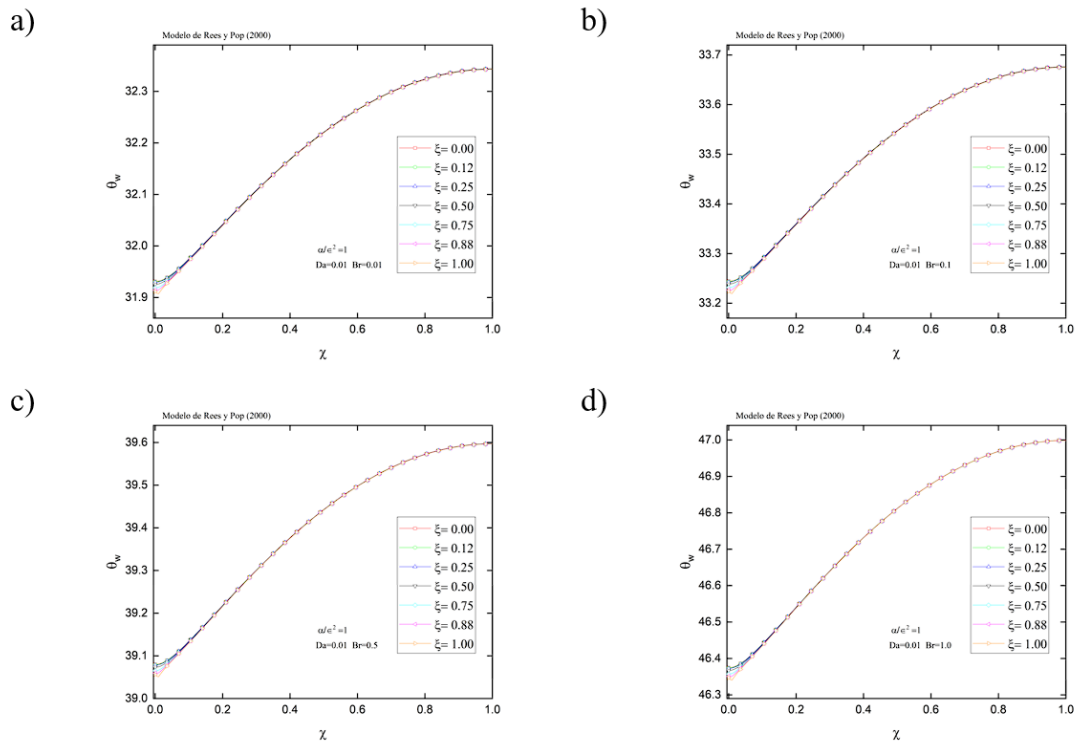 a)
Modelo de Rees y Pop (2000)
32.3
32.2
32.1
32.0
31.9
θw
ξ= 0.00
ξ= 0.12
ξ= 0.25
ξ= 0.50
ξ= 0.75
ξ= 0.88
ξ= 1.00
α/ϵ²=1
Da=0.01 Br=0.01
0.0 0.2 0.4 0.6 0.8 1.0
χ
b)
Modelo de Rees y Pop (2000)
33.7
33.6
33.5
33.4
33.3
33.2
θw
ξ= 0.00
ξ= 0.12
ξ= 0.25
ξ= 0.50
ξ= 0.75
ξ= 0.88
ξ= 1.00
α/ϵ²=1
Da=0.01 Br=0.1
0.0 0.2 0.4 0.6 0.8 1.0
χ
c)
Modelo de Rees y Pop (2000)
39.6
39.5
39.4
39.3
39.2
39.1
39.0
θw
ξ= 0.00
ξ= 0.12
ξ= 0.25
ξ= 0.50
ξ= 0.75
ξ= 0.88
ξ= 1.00
α/ϵ²=1
Da=0.01 Br=0.5
0.0 0.2 0.4 0.6 0.8 1.0
χ
d)
Modelo de Rees y Pop (2000)
47.0
46.9
46.8
46.7
46.6
46.5
46.4
46.3
θw
ξ= 0.00
ξ= 0.12
ξ= 0.25
ξ= 0.50
ξ= 0.75
ξ= 0.88
ξ= 1.00
α/ϵ²=1
Da=0.01 Br=1.0
0.0 0.2 0.4 0.6 0.8 1.0
χ